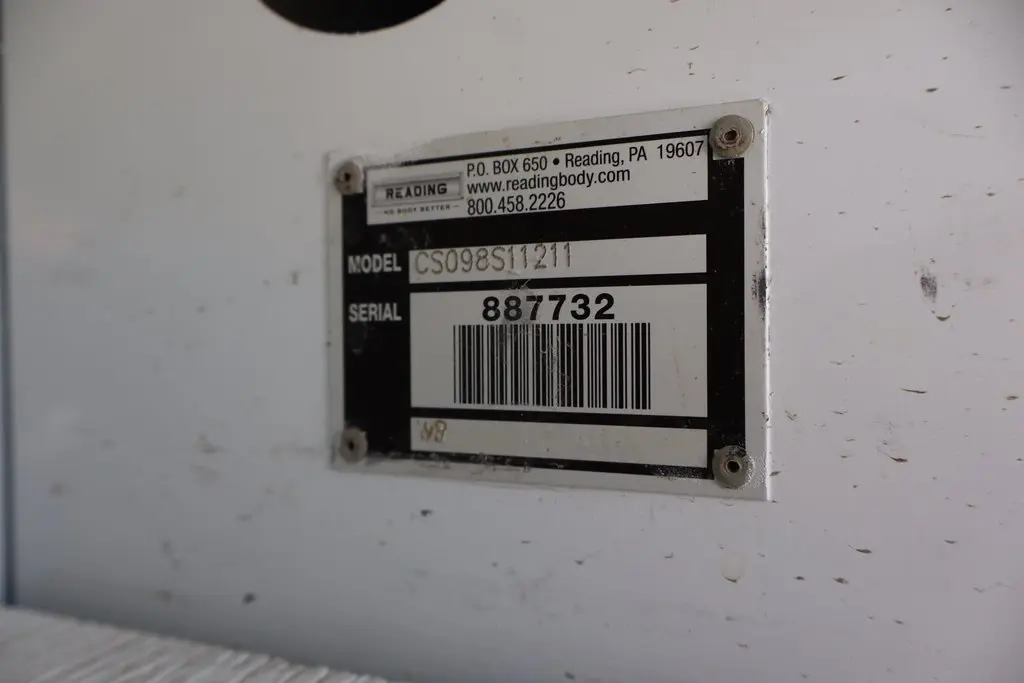 P.O. BOX 650 • Reading, PA 19607
READING
www.readingbody.com
NO BODY BETTER
800.458.2226
MODEL CS098S11211
SERIAL 887732